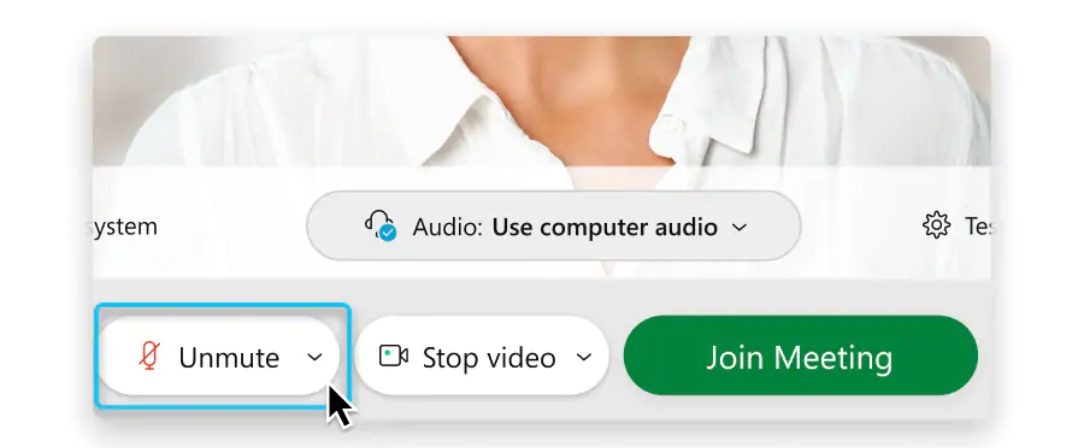 ystem
Audio: Use computer audio
Tes
Unmute
Stop video
Join Meeting